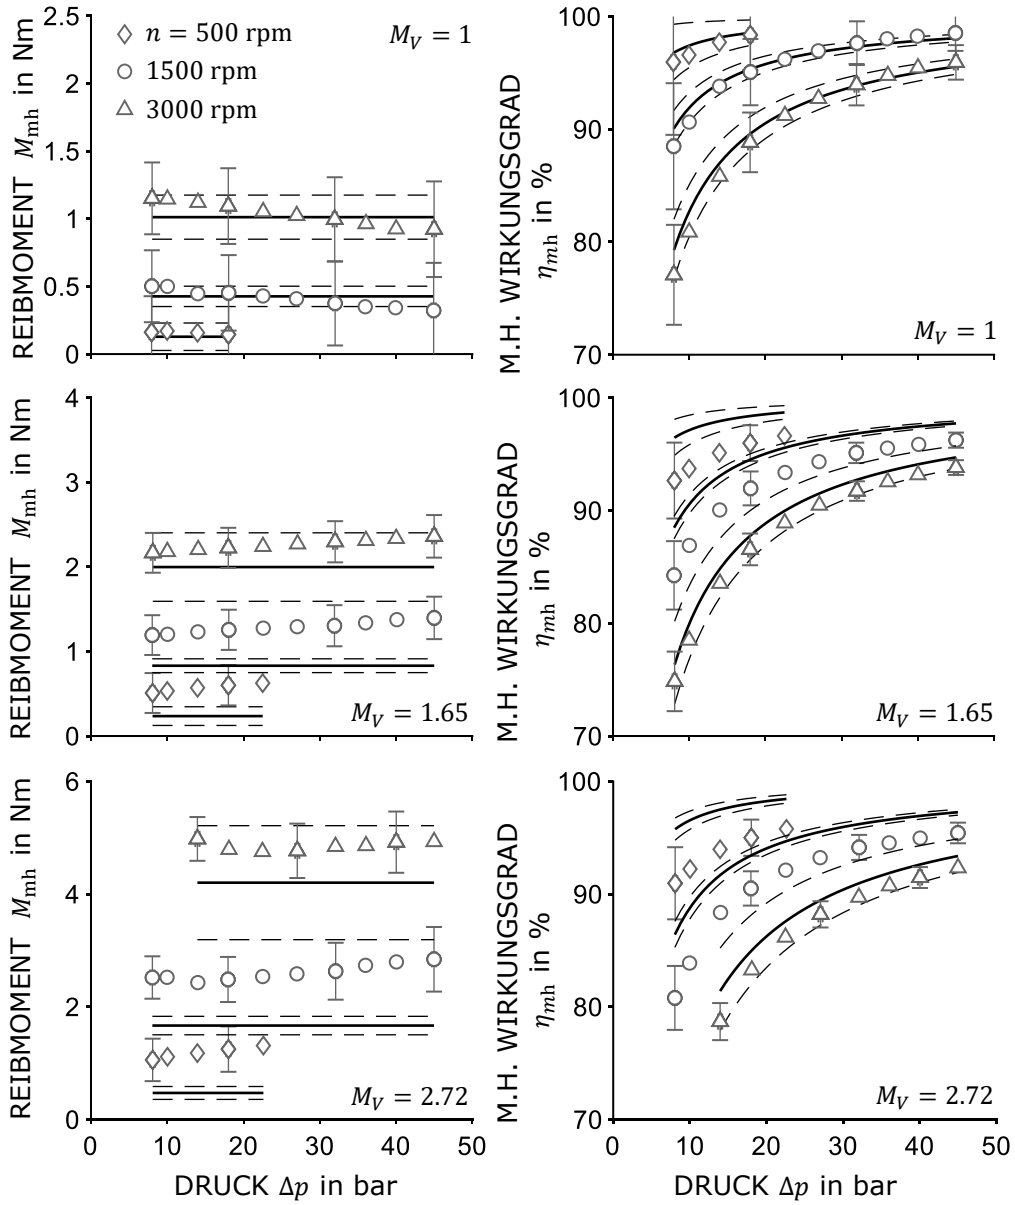 REIBMOMENT M_mh in Nm
2.5
2
1.5
1
0.5
0
n = 500 rpm
1500 rpm
3000 rpm
M_V = 1
M.H. WIRKUNGSGRAD
η_mh in %
100
90
80
70
M_V = 1
REIBMOMENT M_mh in Nm
4
3
2
1
0
M_V = 1.65
M.H. WIRKUNGSGRAD
η_mh in %
100
90
80
70
M_V = 1.65
REIBMOMENT M_mh in Nm
6
4
2
0
M_V = 2.72
0 10 20 30 40 50
DRUCK Δp in bar
M.H. WIRKUNGSGRAD
η_mh in %
100
90
80
70
M_V = 2.72
0 10 20 30 40 50
DRUCK Δp in bar